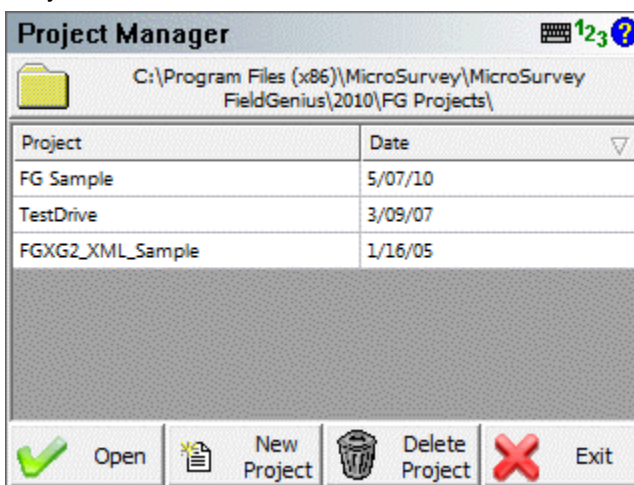 Project Manager
123?
C:\Program Files (x86)\MicroSurvey\MicroSurvey
FieldGenius\2010\FG Projects\
Project Date
FG Sample 5/07/10
TestDrive 3/09/07
FGXG2_XML_Sample 1/16/05
Open New Project Delete Project Exit